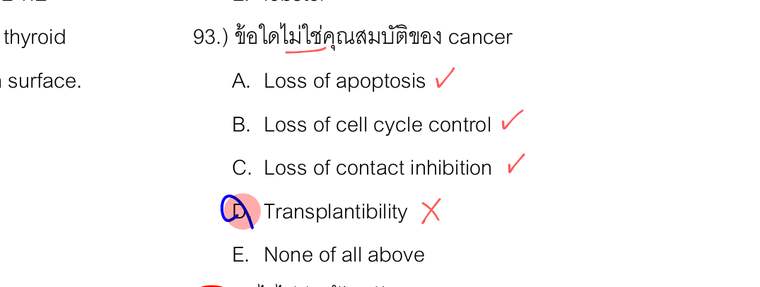 thyroid
surface.
93.) ข้อใดไม่ใช่คุณสมบัติของ cancer
A. Loss of apoptosis
B. Loss of cell cycle control
C. Loss of contact inhibition
D. Transplantibility
E. None of all above